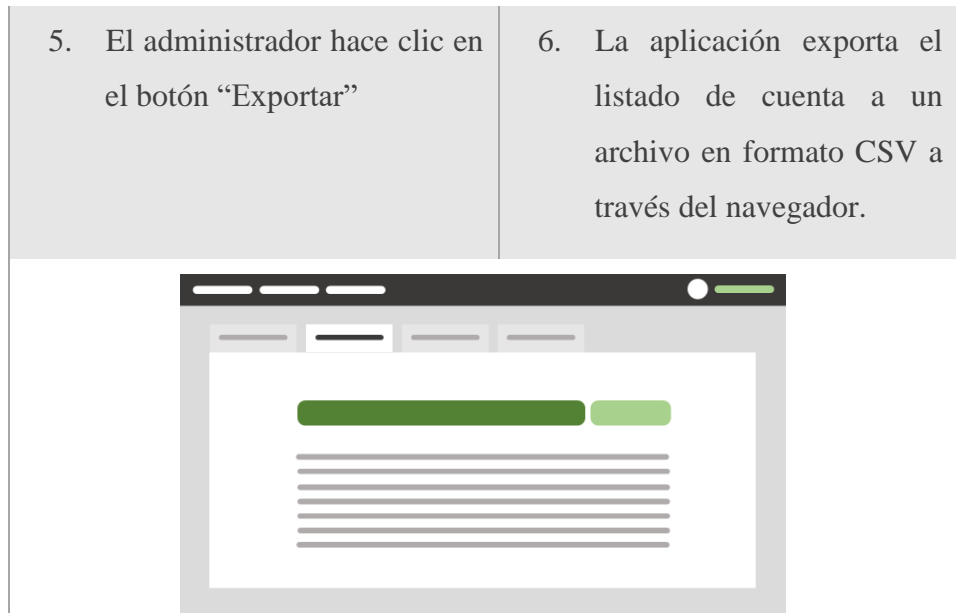 5. El administrador hace clic en
el botón “Exportar”
6. La aplicación exporta el
listado de cuenta a un
archivo en formato CSV a
través del navegador.